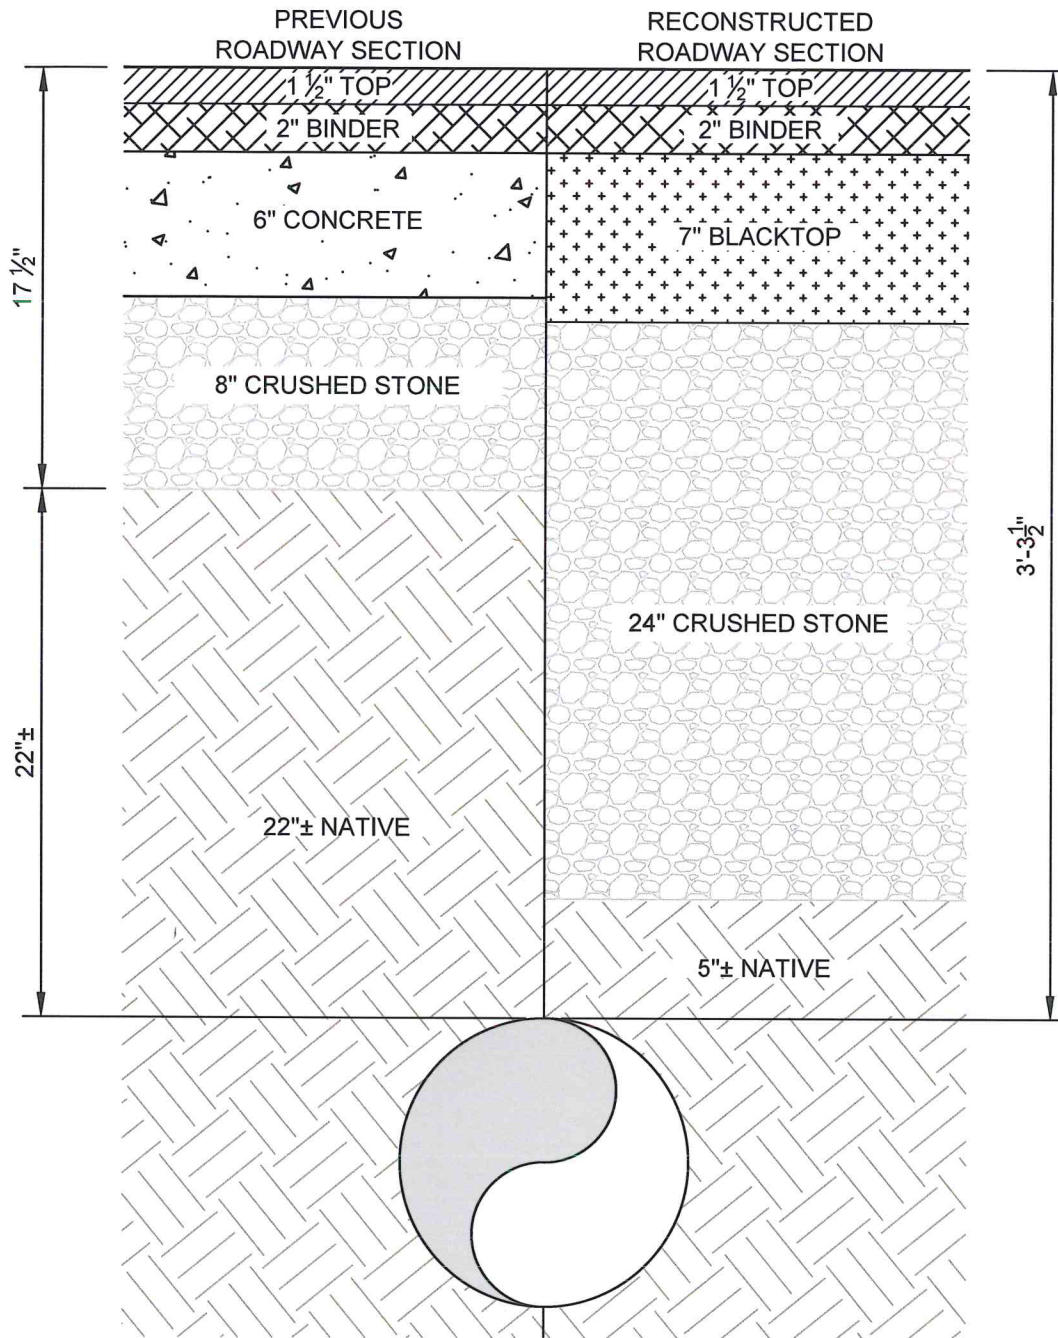 PREVIOUS
ROADWAY SECTION
RECONSTRUCTED
ROADWAY SECTION
1 ½" TOP
1 ½" TOP
2" BINDER
2" BINDER
6" CONCRETE
7" BLACKTOP
17 ½"
8" CRUSHED STONE
3'-3½"
24" CRUSHED STONE
22"±
22"± NATIVE
5"± NATIVE